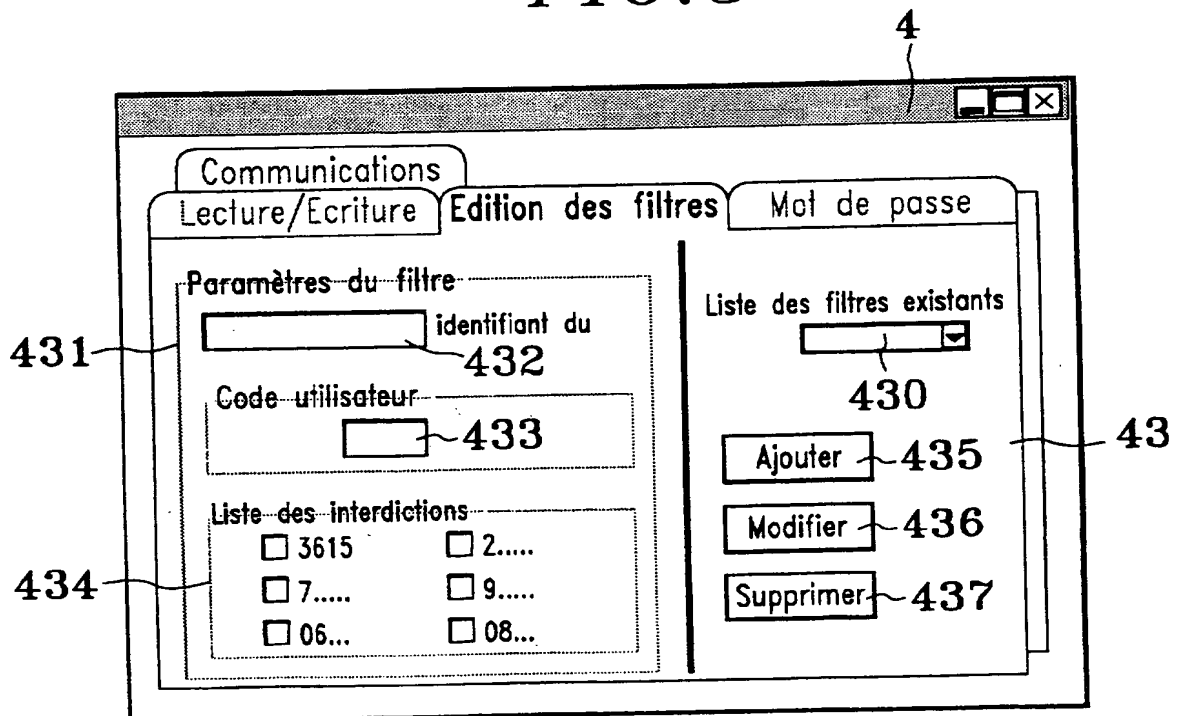 4
Communications
Lecture/Ecriture Edition des filtres Mot de passe
Paramètres du filtre
431
identifiant du
432
Code utilisateur
433
Liste des interdictions
3615 2.....
434
7..... 9.....
06... 08...
Liste des filtres existants
430
43
Ajouter 435
Modifier 436
Supprimer 437